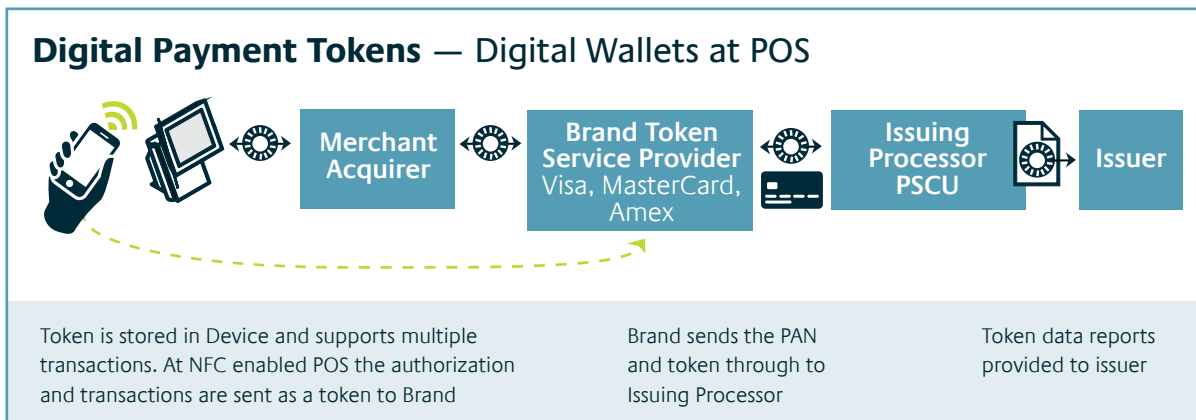 Digital Payment Tokens — Digital Wallets at POS
Merchant
Acquirer
Brand Token
Service Provider
Visa, MasterCard,
Amex
Issuing
Processor
PSCU
Issuer
Token is stored in Device and supports multiple
transactions. At NFC enabled POS the authorization
and transactions are sent as a token to Brand
Brand sends the PAN
and token through to
Issuing Processor
Token data reports
provided to issuer